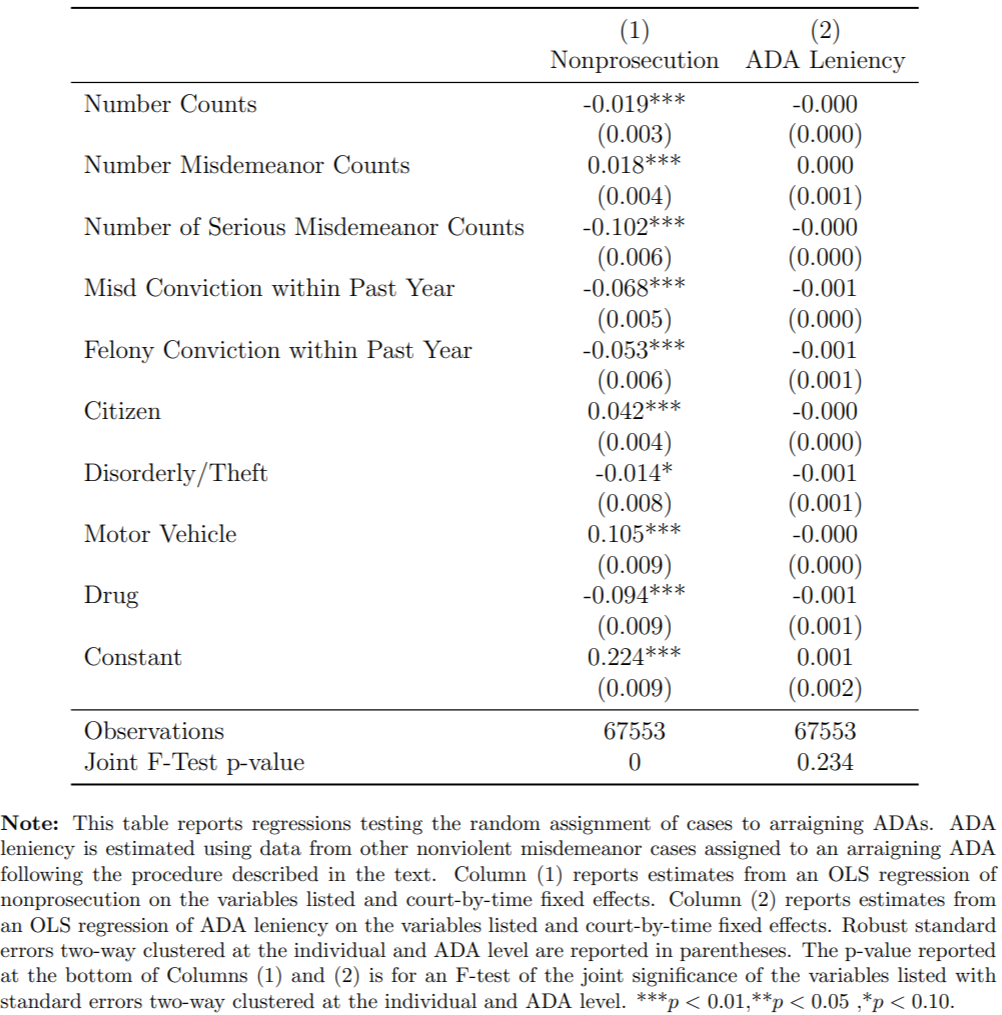 (1) (2)
Nonprosecution ADA Leniency
Number Counts -0.019*** -0.000
(0.003) (0.000)
Number Misdemeanor Counts 0.018*** 0.000
(0.004) (0.001)
Number of Serious Misdemeanor Counts -0.102*** -0.000
(0.006) (0.000)
Misd Conviction within Past Year -0.068*** -0.001
(0.005) (0.000)
Felony Conviction within Past Year -0.053*** -0.001
(0.006) (0.001)
Citizen 0.042*** -0.000
(0.004) (0.000)
Disorderly/Theft -0.014* -0.001
(0.008) (0.001)
Motor Vehicle 0.105*** -0.000
(0.009) (0.000)
Drug -0.094*** -0.001
(0.009) (0.001)
Constant 0.224*** 0.001
(0.009) (0.002)
Observations 67553 67553
Joint F-Test p-value 0 0.234
Note: This table reports regressions testing the random assignment of cases to arraigning ADAs. ADA
leniency is estimated using data from other nonviolent misdemeanor cases assigned to an arraigning ADA
following the procedure described in the text. Column (1) reports estimates from an OLS regression of
nonprosecution on the variables listed and court-by-time fixed effects. Column (2) reports estimates from
an OLS regression of ADA leniency on the variables listed and court-by-time fixed effects. Robust standard
errors two-way clustered at the individual and ADA level are reported in parentheses. The p-value reported
at the bottom of Columns (1) and (2) is for an F-test of the joint significance of the variables listed with
standard errors two-way clustered at the individual and ADA level. ***p < 0.01,**p < 0.05 ,*p < 0.10.